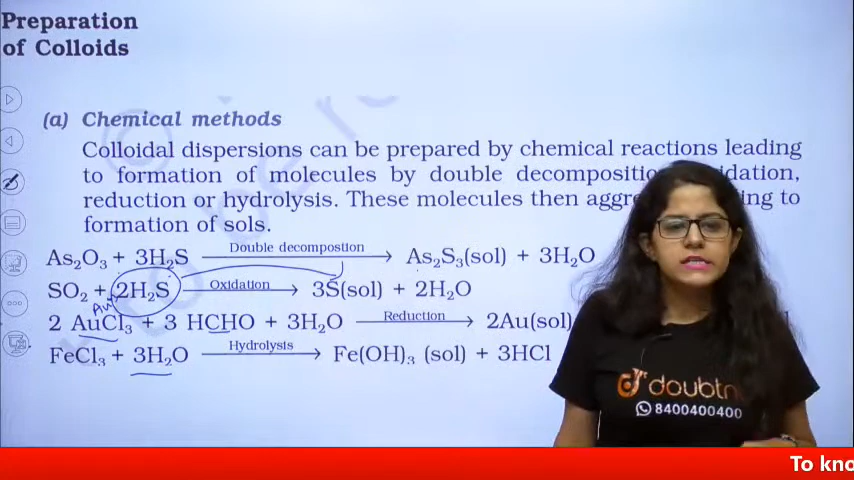 Preparation
of Colloids
(a) Chemical methods
Colloidal dispersions can be prepared by chemical reactions leading
to formation of molecules by double
reduction or hydrolysis. These molecules then to
formation of sols.
As₂O₃ + 3H₂S Double decompostion → As₂S₃(sol) + 3H₂O
SO₂ + 2H₂S Oxidation → 3S(sol) + 2H₂O
2 AuCl₃ + 3 HCHO + 3H₂O Reduction → 2Au(sol)
FeCl₃ + 3H₂O Hydrolysis → Fe(OH)₃ (sol) + 3HCl
doubtn
8400400400
To kno